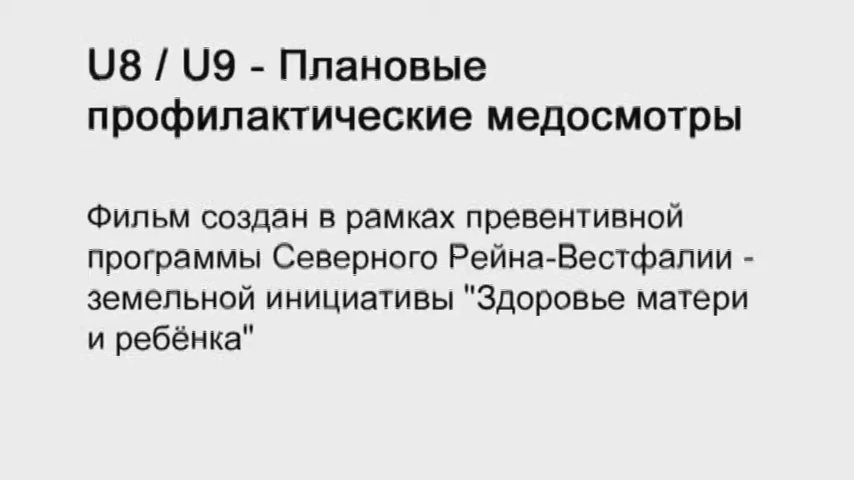 U8 / U9 - Плановые
профилактические медосмотры
Фильм создан в рамках превентивной
программы Северного Рейна-Вестфалии -
земельной инициативы "Здоровье матери
и ребёнка"